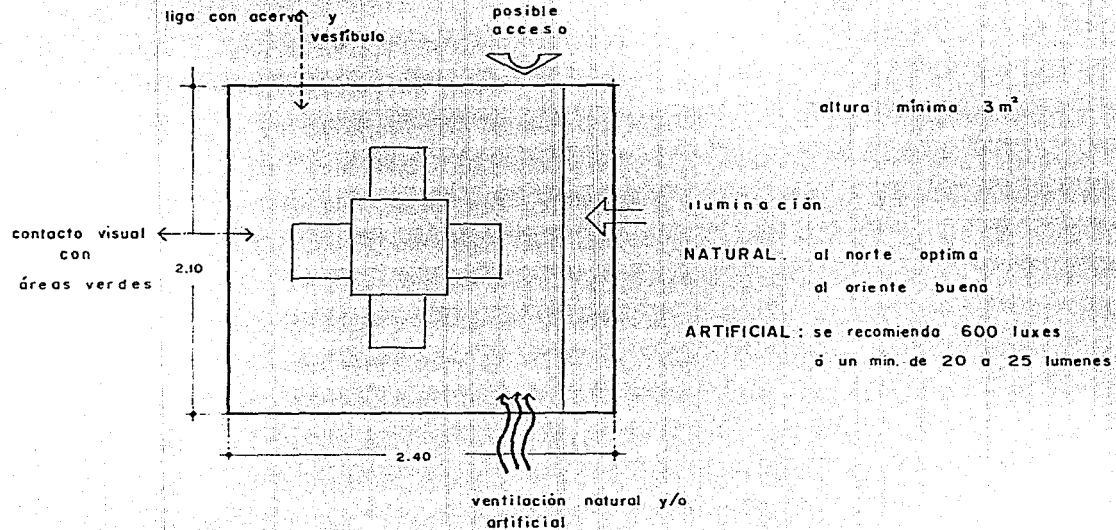 liga con acervo y
vestíbulo
posible
acceso
altura mínima 3 m²
iluminación
contacto visual
con
áreas verdes
2.10
NATURAL. al norte optima
al oriente buena
ARTIFICIAL: se recomienda 600 luxes
ó un min. de 20 a 25 lumenes
2.40
ventilación natural y/o
artificial